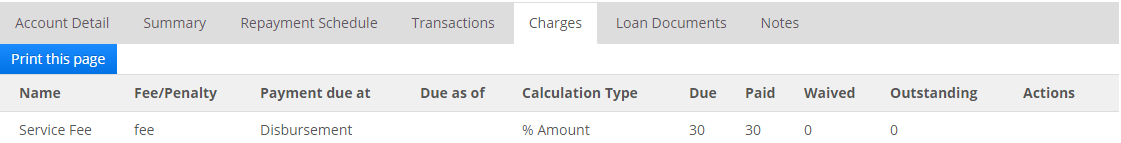 Account Detail Summary Repayment Schedule Transactions Charges Loan Documents Notes
Print this page
Name Fee/Penalty Payment due at Due as of Calculation Type Due Paid Waived Outstanding Actions
Service Fee fee Disbursement % Amount 30 30 0 0